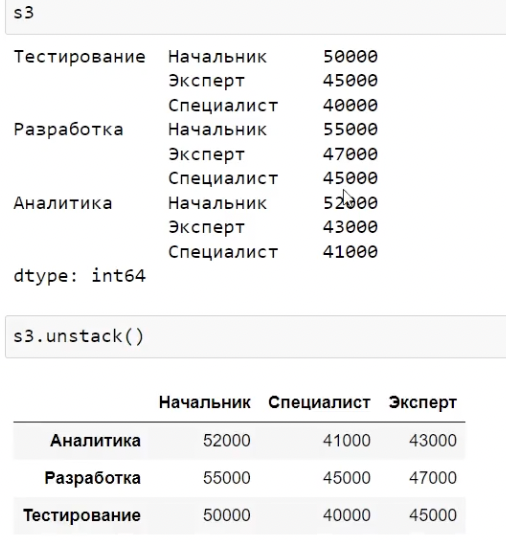 s3
Тестирование Начальник 50000
Эксперт 45000
Специалист 40000
Разработка Начальник 55000
Эксперт 47000
Специалист 45000
Аналитика Начальник 52000
Эксперт 43000
Специалист 41000
dtype: int64
s3.unstack()
Начальник Специалист Эксперт
Аналитика 52000 41000 43000
Разработка 55000 45000 47000
Тестирование 50000 40000 45000